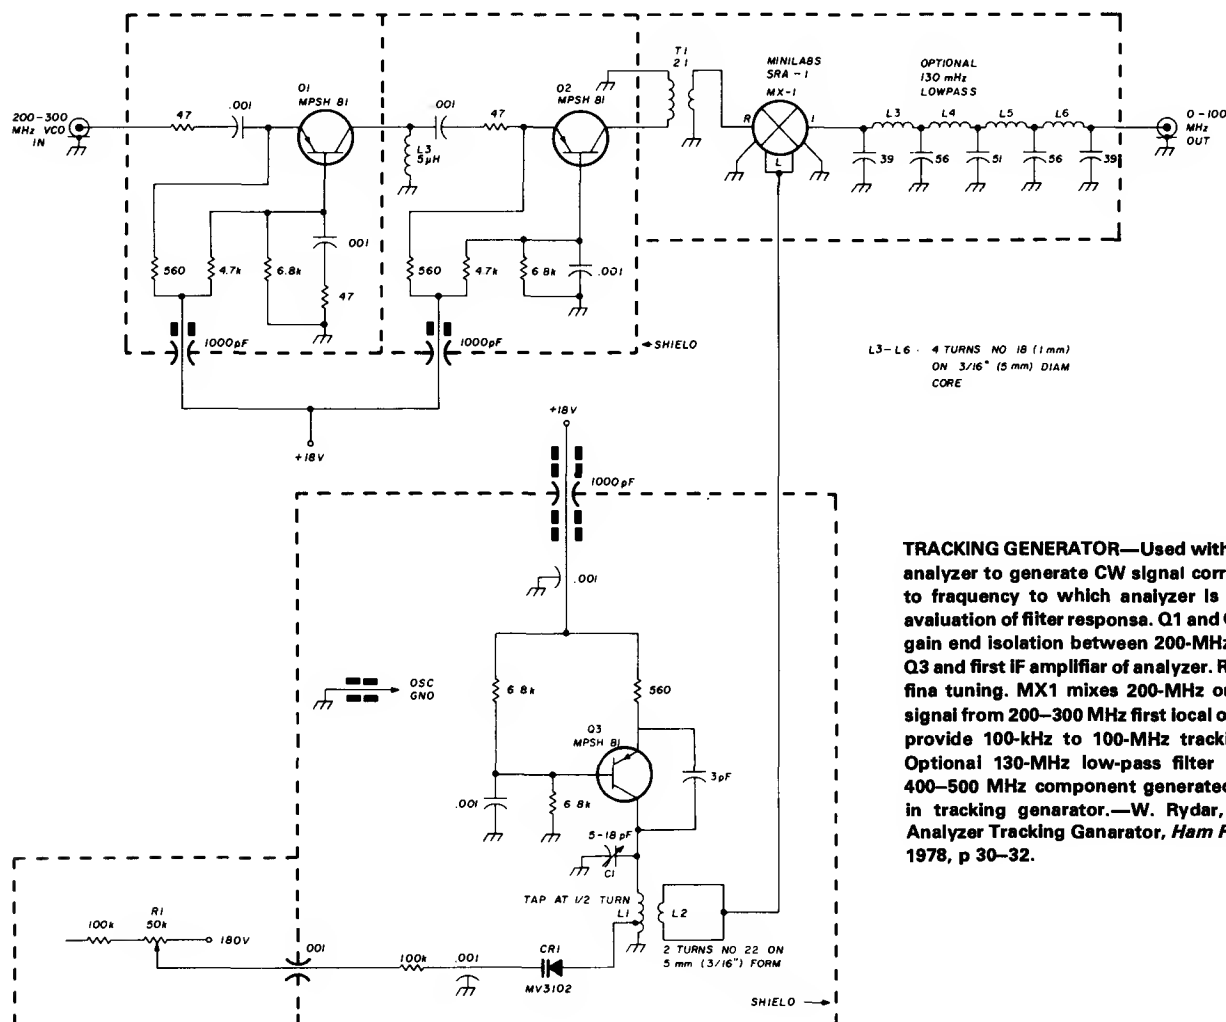 200-300
MHz VCO
IN
47
.001
Q1
MPSH 81
.001
47
L3
5µH
Q2
MPSH 81
T1
2:1
MINILABS
SRA-1
MX-1
R
I
L
OPTIONAL
130 mHz
LOWPASS
L3
L4
L5
L6
39
56
51
56
39
0-100
MHz
OUT
560
4.7k
6.8k
.001
47
560
4.7k
6.8k
.001
1000pF
1000pF
SHIELD
+18V
L3-L6 · 4 TURNS NO 18 (1mm)
ON 3/16" (5 mm) DIAM
CORE
+18V
1000pF
.001
OSC
GND
6.8k
560
Q3
MPSH 81
3pF
.001
6.8k
5-18pF
C1
TAP AT 1/2 TURN
L1
L2
2 TURNS NO 22 ON
5mm (3/16") FORM
100k
R1
50k
180V
.001
100k
.001
CR1
MV3102
SHIELD
TRACKING GENERATOR—Used with
analyzer to generate CW signal corr
to fraquency to which analyzer is
avaluation of filter responsa. Q1 and
gain end isolation between 200-MHz
Q3 and first iF amplifiar of analyzer. R
fina tuning. MX1 mixes 200-MHz or
signal from 200–300 MHz first local o
provide 100-kHz to 100-MHz tracki
Optional 130-MHz low-pass filter
400–500 MHz component generated
in tracking genarator.—W. Rydar,
Analyzer Tracking Ganarator, Ham
1978, p 30–32.